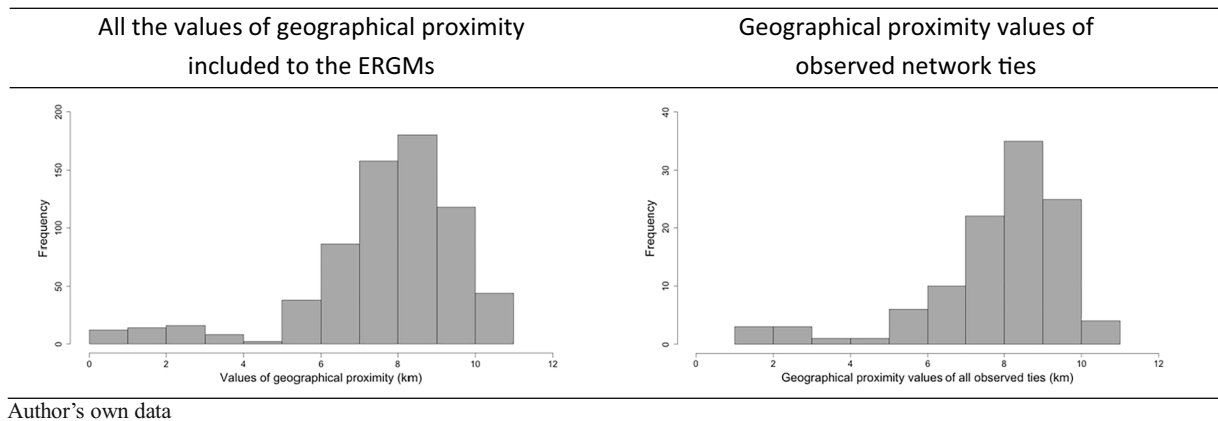 All the values of geographical proximity
included to the ERGMs
Geographical proximity values of
observed network ties
200
150
100
50
0
Frequency
0 2 4 6 8 10 12
Values of geographical proximity (km)
40
30
20
10
0
Frequency
0 2 4 6 8 10 12
Geographical proximity values of all observed ties (km)
Author's own data